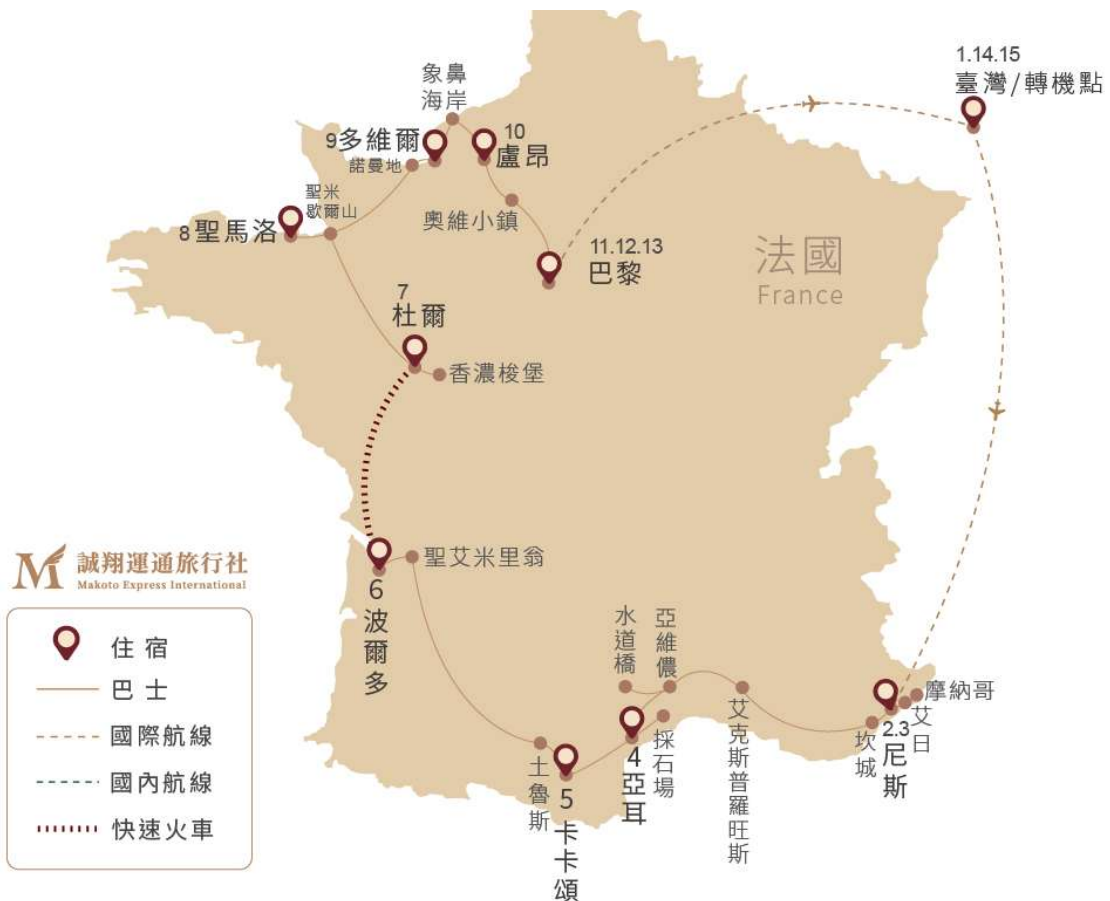 象鼻
海岸
1.14.15
臺灣/轉機點
9多維爾
諾曼地
10
盧昂
聖米
歇爾山
8聖馬洛
奧維小鎮
11.12.13
巴黎
法國
France
7
杜爾
香濃梭堡
聖艾米里翁
6波爾多
水道橋
亞維儂
摩納哥
艾日
坎城
2.3
尼斯
艾克斯普羅旺斯
採石場
4亞耳
土魯斯
5卡卡頌
M 誠翔運通旅行社
Makoto Express International
住宿
巴士
國際航線
國內航線
快速火車